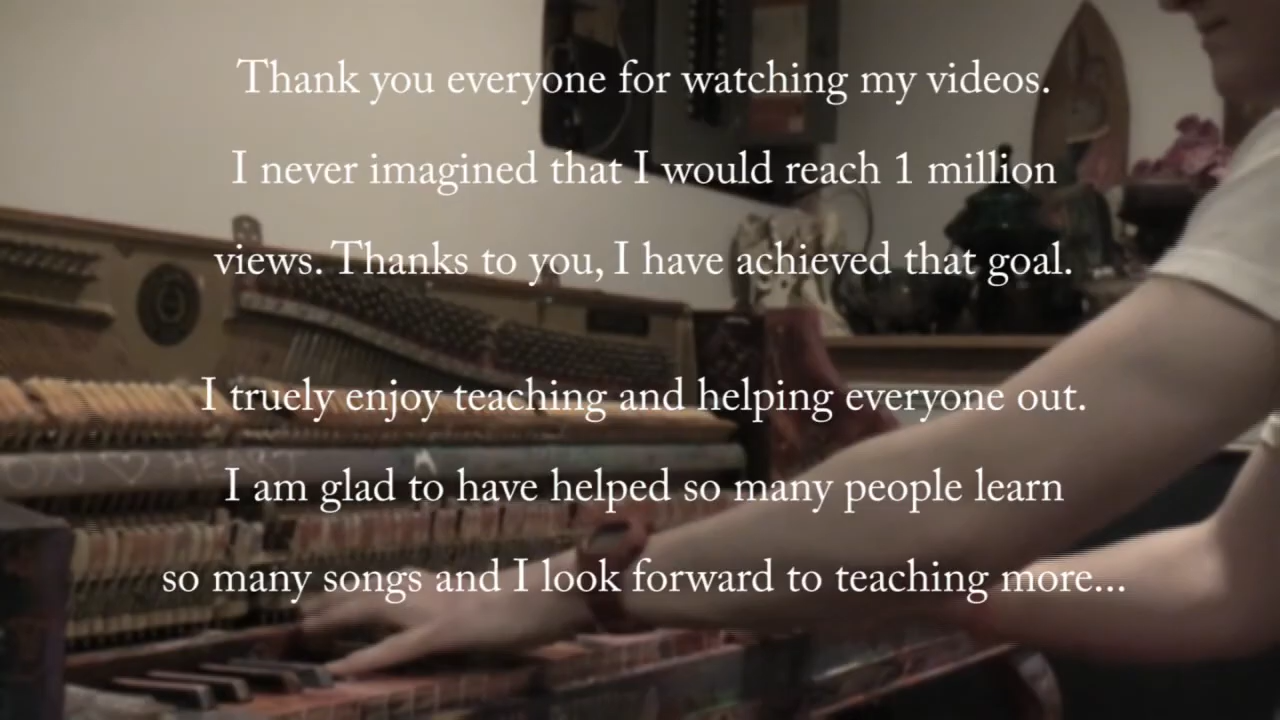 Thank you everyone for watching my videos.
I never imagined that I would reach 1 million
views. Thanks to you, I have achieved that goal.
I truely enjoy teaching and helping everyone out.
I am glad to have helped so many people learn
so many songs and I look forward to teaching more...